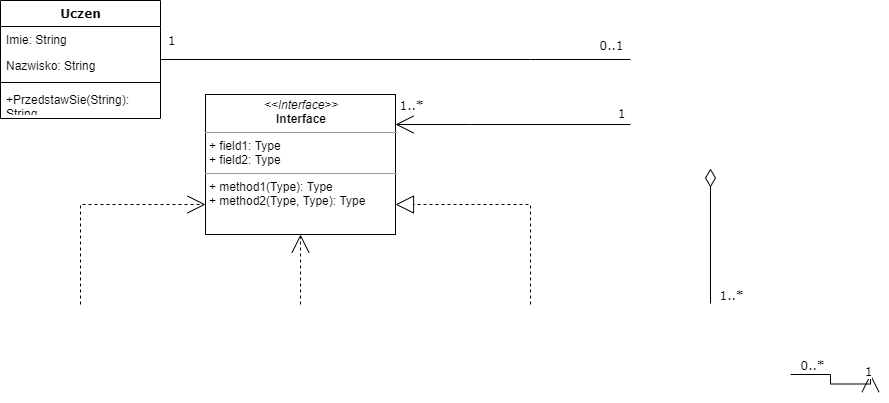 Uczen
Imie: String
Nazwisko: String
+PrzedstawSie(String):
String
1
0..1
<<Interface>>
Interface
+ field1: Type
+ field2: Type
+ method1(Type): Type
+ method2(Type, Type): Type
1..*
1
1..*
0..*
1